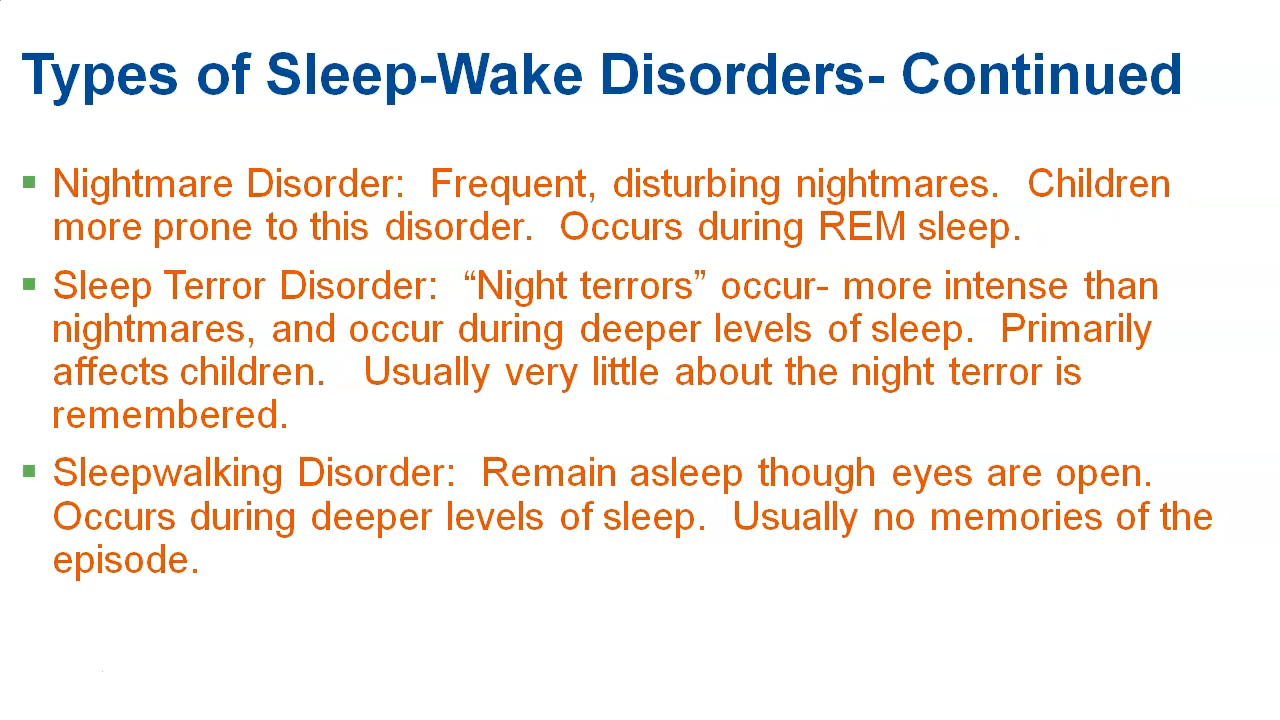 Types of Sleep-Wake Disorders- Continued
▪ Nightmare Disorder:  Frequent, disturbing nightmares.  Children
more prone to this disorder.  Occurs during REM sleep.
▪ Sleep Terror Disorder:  “Night terrors” occur- more intense than
nightmares, and occur during deeper levels of sleep.  Primarily
affects children.   Usually very little about the night terror is
remembered.
▪ Sleepwalking Disorder:  Remain asleep though eyes are open.
Occurs during deeper levels of sleep.  Usually no memories of the
episode.